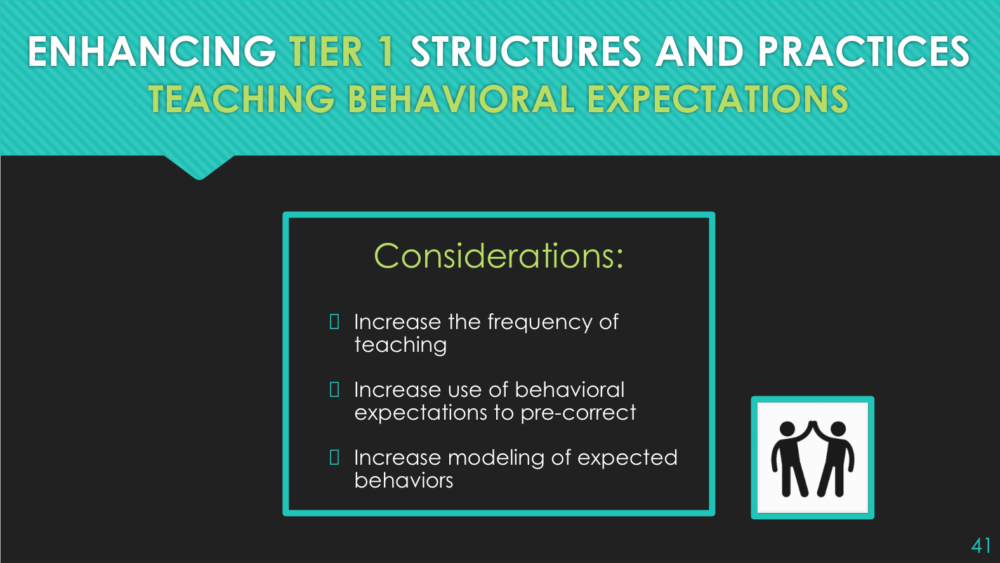 ENHANCING TIER 1 STRUCTURES AND PRACTICES
TEACHING BEHAVIORAL EXPECTATIONS
Considerations:
Increase the frequency of
teaching
Increase use of behavioral
expectations to pre-correct
Increase modeling of expected
behaviors
41